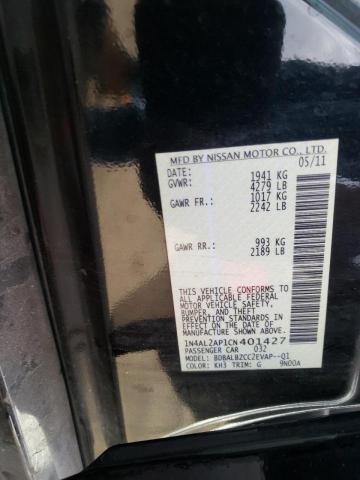 MFD BY NISSAN MOTOR CO., LTD.
DATE: 05/11
GVWR: 1941 KG
4279 LB
GAWR FR.: 1017 KG
2242 LB
GAWR RR.: 993 KG
2189 LB
THIS VEHICLE CONFORMS TO
ALL APPLICABLE FEDERAL
MOTOR VEHICLE SAFETY,
BUMPER, AND THEFT
PREVENTION STANDARDS
IN EFFECT ON THE DATE OF
MANUFACTURE SHOWN ABOVE.
1N4AL2AP1CN401427
PASSENGER CAR 032
MODEL: BDBALBZCC2EVAP--Q1
COLOR: KH3 TRIM: G 9N00A